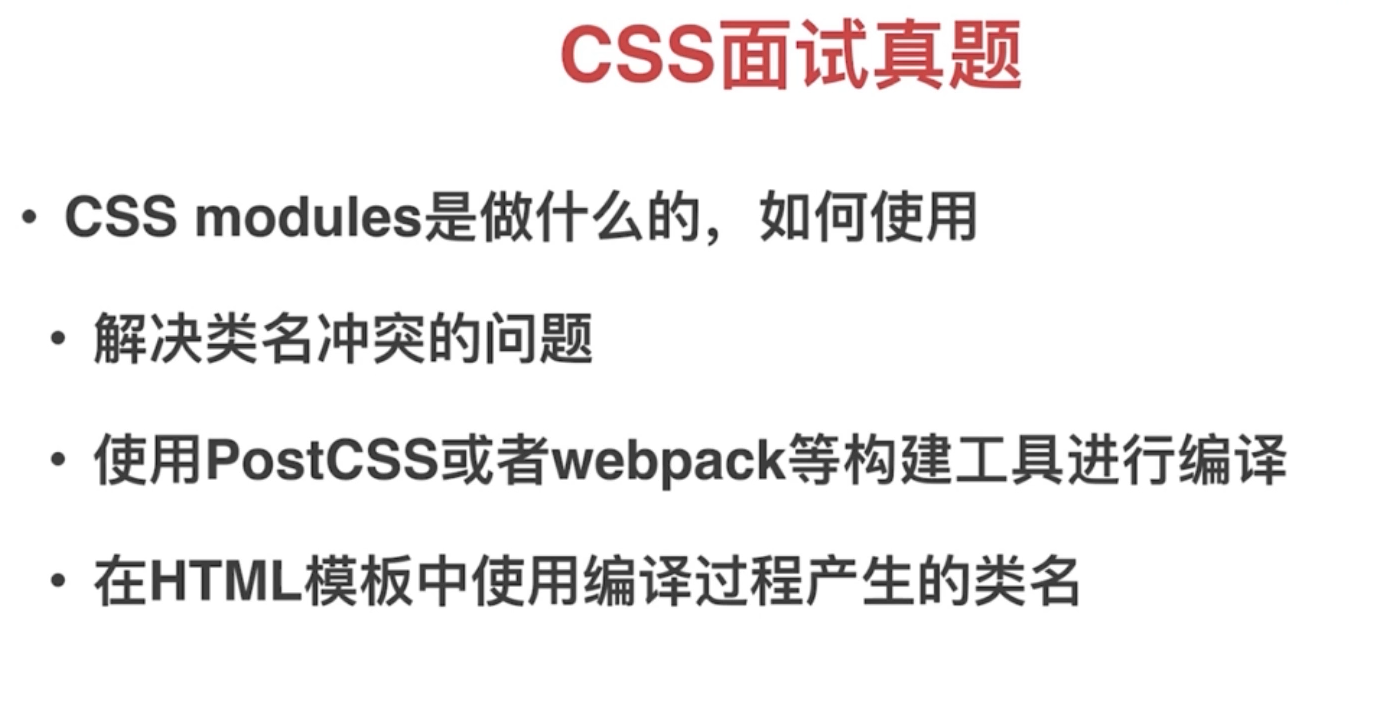 CSS面试真题
• CSS modules是做什么的，如何使用
• 解决类名冲突的问题
• 使用PostCSS或者webpack等构建工具进行编译
• 在HTML模板中使用编译过程产生的类名